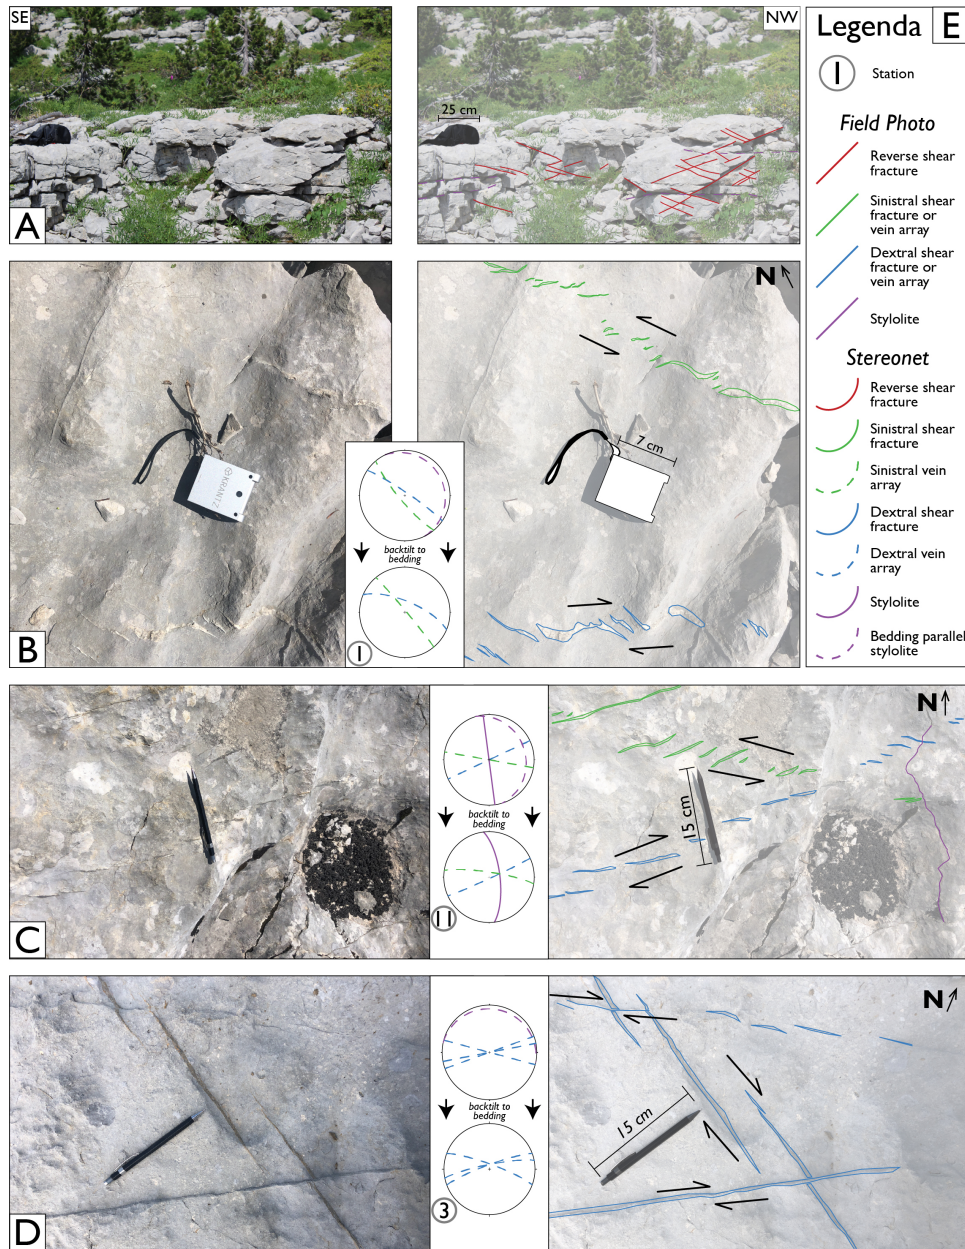 SE
A
NW
25 cm
Legenda
E
1
Station
Field Photo
Reverse shear
fracture
Sinistral shear
fracture or
vein array
Dextral shear
fracture or
vein array
Stylolite
Stereonet
Reverse shear
fracture
Sinistral shear
fracture
Sinistral vein
array
Dextral shear
fracture
Dextral vein
array
Stylolite
Bedding parallel
stylolite
KRANTZ
B
backtilt to
bedding
1
N
7 cm
C
backtilt to
bedding
11
N
15 cm
D
backtilt to
bedding
3
N
15 cm